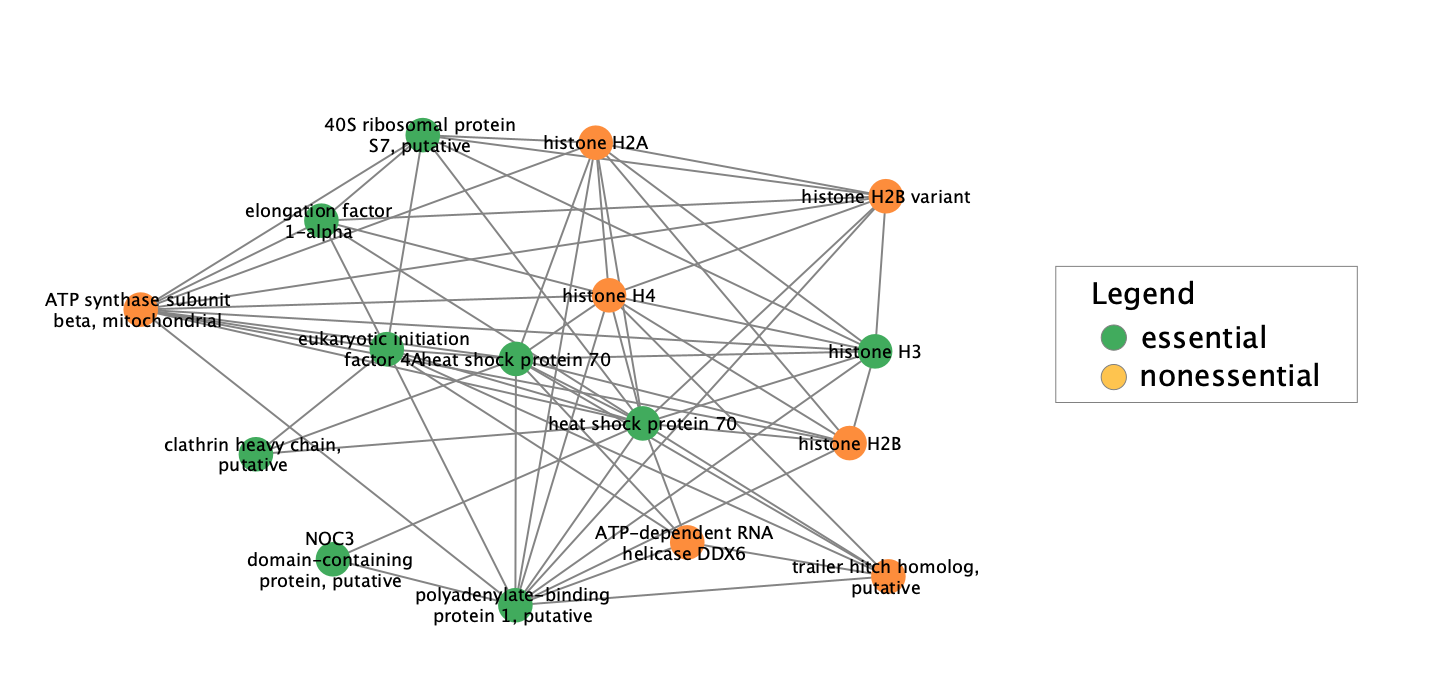 40S ribosomal protein
S7, putative
histone H2A
histone H2B variant
elongation factor
1-alpha
ATP synthase subunit
beta, mitochondrial
histone H4
eukaryotic initiation
factor 4A
heat shock protein 70
histone H3
heat shock protein 70
histone H2B
clathrin heavy chain,
putative
NOC3
domain-containing
protein, putative
ATP-dependent RNA
helicase DDX6
trailer hitch homolog,
putative
polyadenylate-binding
protein 1, putative
Legend
essential
nonessential